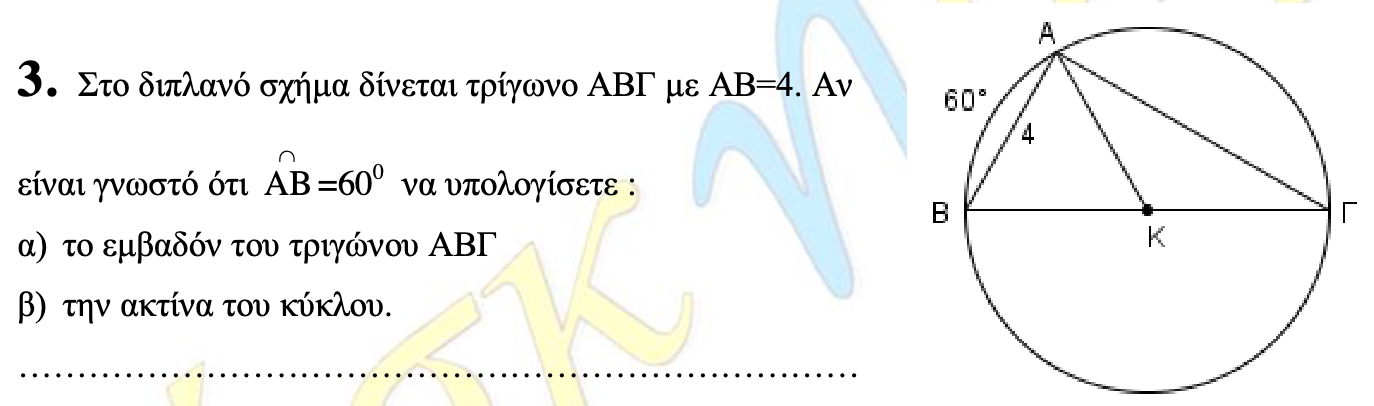 3. Στο διπλανό σχήμα δίνεται τρίγωνο ΑΒΓ με ΑΒ=4. Αν
είναι γνωστό ότι ΑΒ⌢ =60⁰ να υπολογίσετε :
α) το εμβαδόν του τριγώνου ΑΒΓ
β) την ακτίνα του κύκλου.
……………………………………………………………………
Α
60°
4
Β
Κ
Γ